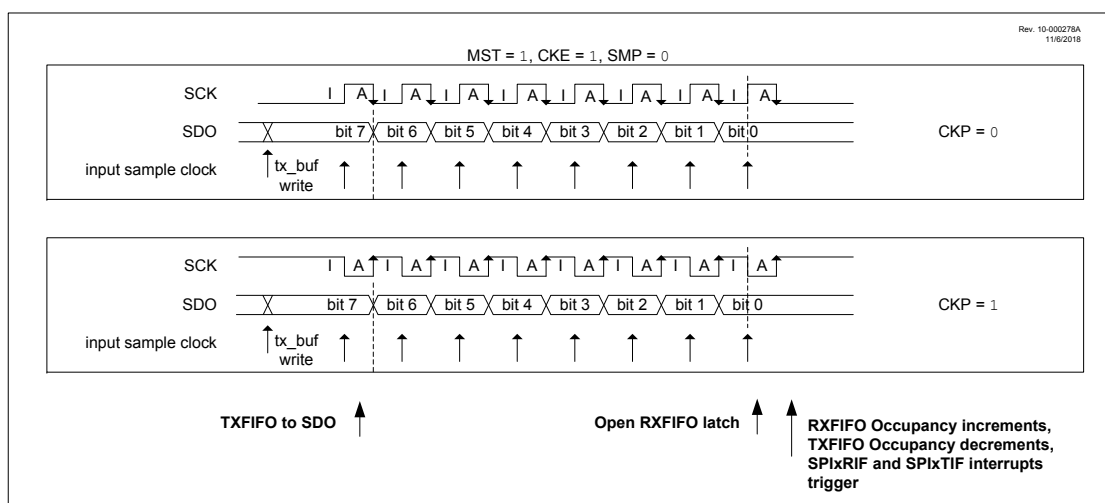 Rev. 10-000278A
11/6/2018
MST = 1, CKE = 1, SMP = 0
SCK I A I A I A I A I A I A I A I A
SDO bit 7 bit 6 bit 5 bit 4 bit 3 bit 2 bit 1 bit 0 CKP = 0
input sample clock tx_buf
write
SCK I A I A I A I A I A I A I A I A
SDO bit 7 bit 6 bit 5 bit 4 bit 3 bit 2 bit 1 bit 0 CKP = 1
input sample clock tx_buf
write
TXFIFO to SDO
Open RXFIFO latch
RXFIFO Occupancy increments,
TXFIFO Occupancy decrements,
SPIxRIF and SPIxTIF interrupts
trigger